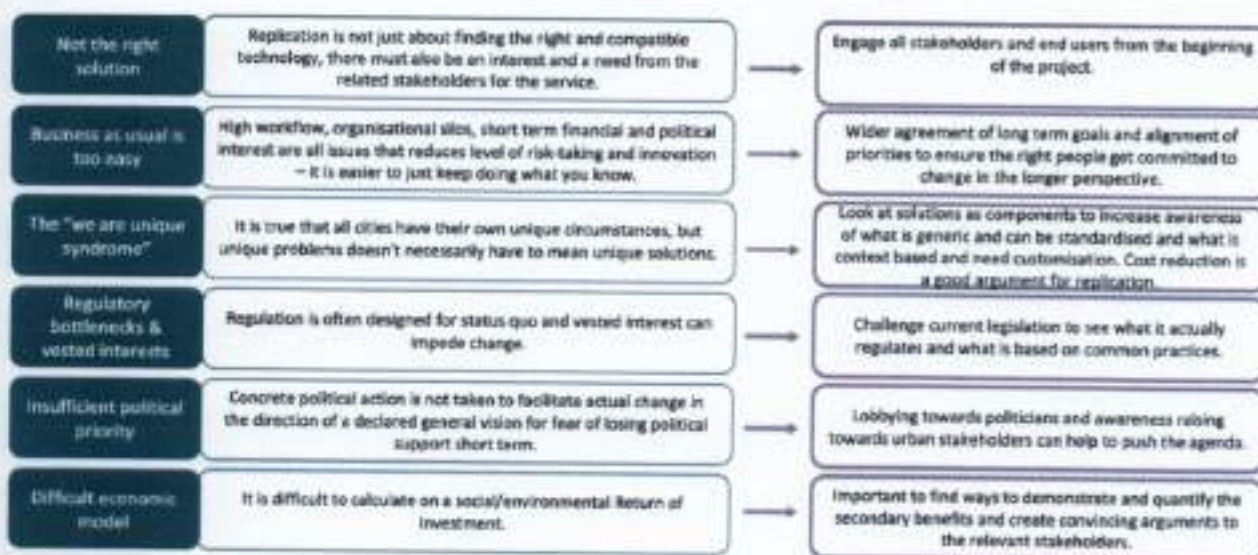 Not the right
solution
Replication is not just about finding the right and compatible
technology, there must also be an interest and a need from the
related stakeholders for the service.
Engage all stakeholders and end users from the beginning
of the project.
Business as usual is
too easy
High workflow, organisational silos, short term financial and political
interest are all issues that reduces level of risk-taking and innovation
– it is easier to just keep doing what you know.
Wider agreement of long term goals and alignment of
priorities to ensure the right people get committed to
change in the longer perspective.
The "we are unique
syndrome"
It is true that all cities have their own unique circumstances, but
unique problems doesn't necessarily have to mean unique solutions.
Look at solutions as components to increase awareness
of what is generic and can be standardised and what is
context based and need customisation. Cost reduction is
a good argument for replication.
Regulatory
bottlenecks &
vested interests
Regulation is often designed for status quo and vested interest can
impede change.
Challenge current legislation to see what it actually
regulates and what is based on common practices.
Insufficient political
priority
Concrete political action is not taken to facilitate actual change in
the direction of a declared general vision for fear of losing political
support short term.
Lobbying towards politicians and awareness raising
towards urban stakeholders can help to push the agenda.
Difficult economic
model
It is difficult to calculate on a social/environmental Return of
Investment.
Important to find ways to demonstrate and quantify the
secondary benefits and create convincing arguments to
the relevant stakeholders.